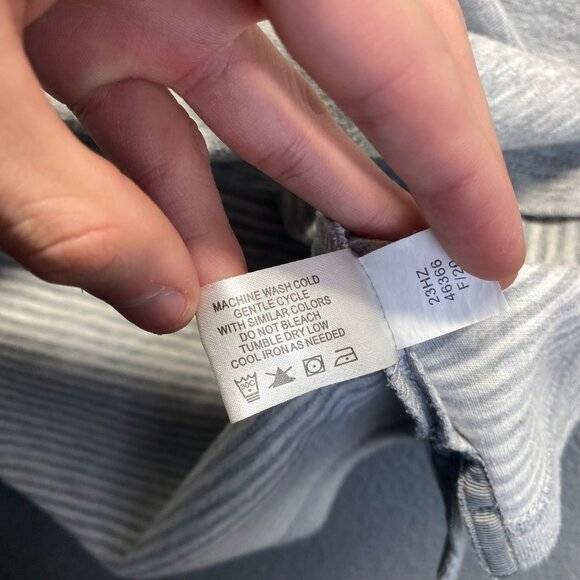 MACHINE WASH COLD
GENTLE CYCLE
WITH SIMILAR COLORS
DO NOT BLEACH
TUMBLE DRY LOW
COOL IRON AS NEEDED
30C
23HZ
46366